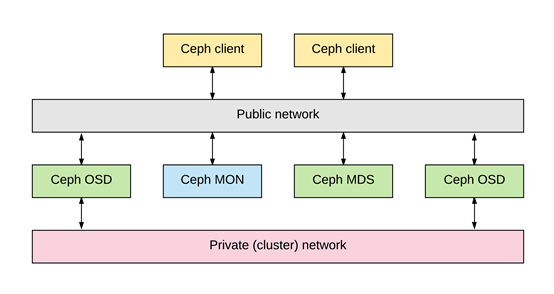 Ceph client
Ceph client
Public network
Ceph OSD
Ceph MON
Ceph MDS
Ceph OSD
Private (cluster) network